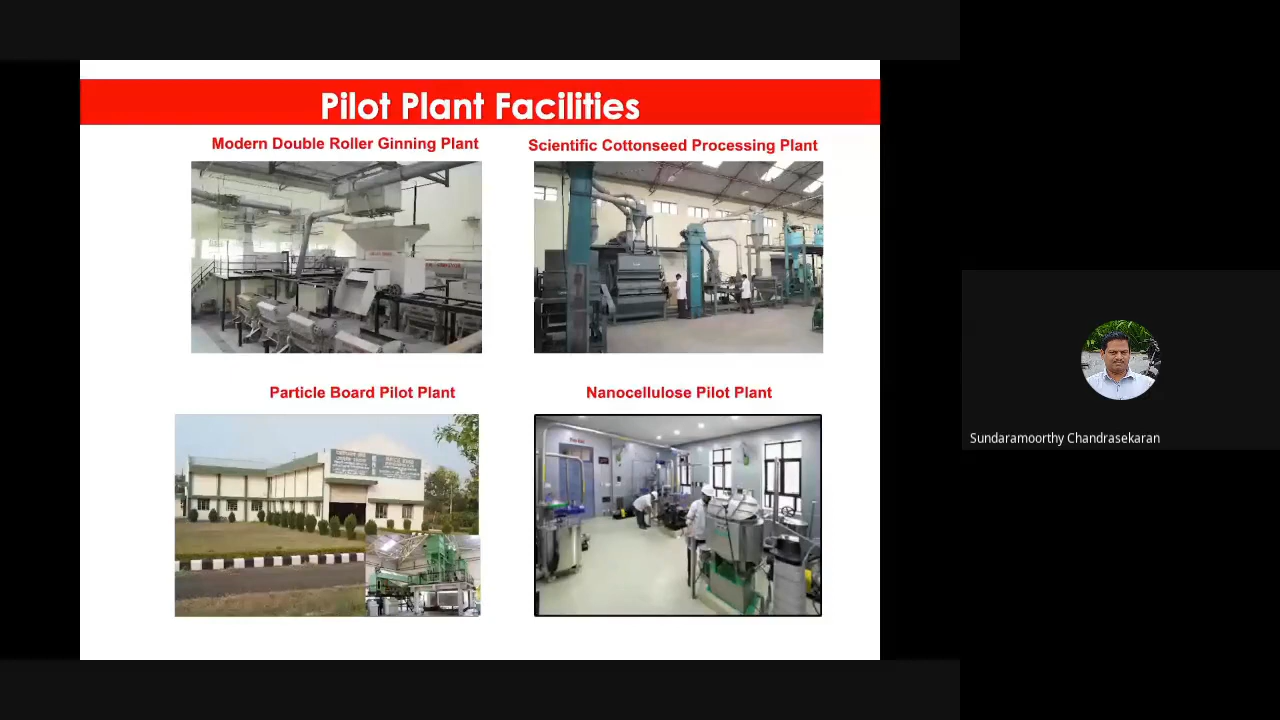 Pilot Plant Facilities
Modern Double Roller Ginning Plant
Scientific Cottonseed Processing Plant
Particle Board Pilot Plant
Nanocellulose Pilot Plant
Sundaramoorthy Chandrasekaran